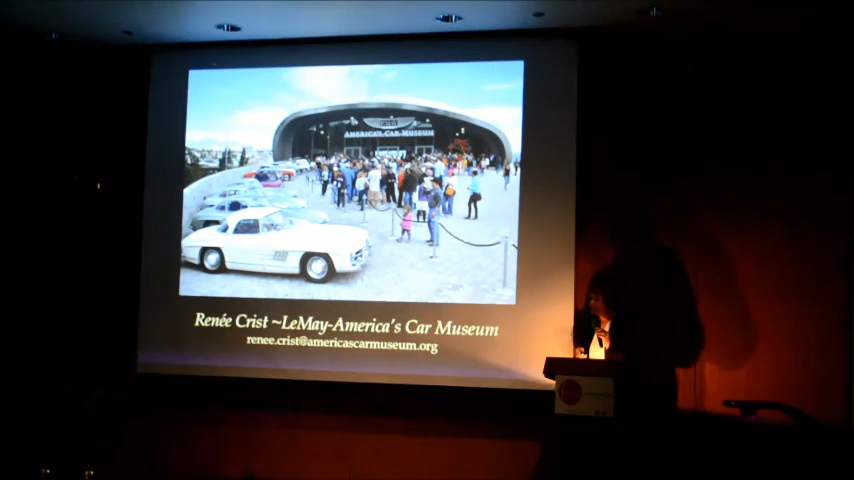 AMERICA'S CAR MUSEUM
Renée Crist ~LeMay-America's Car Museum
renee.crist@americascarmuseum.org